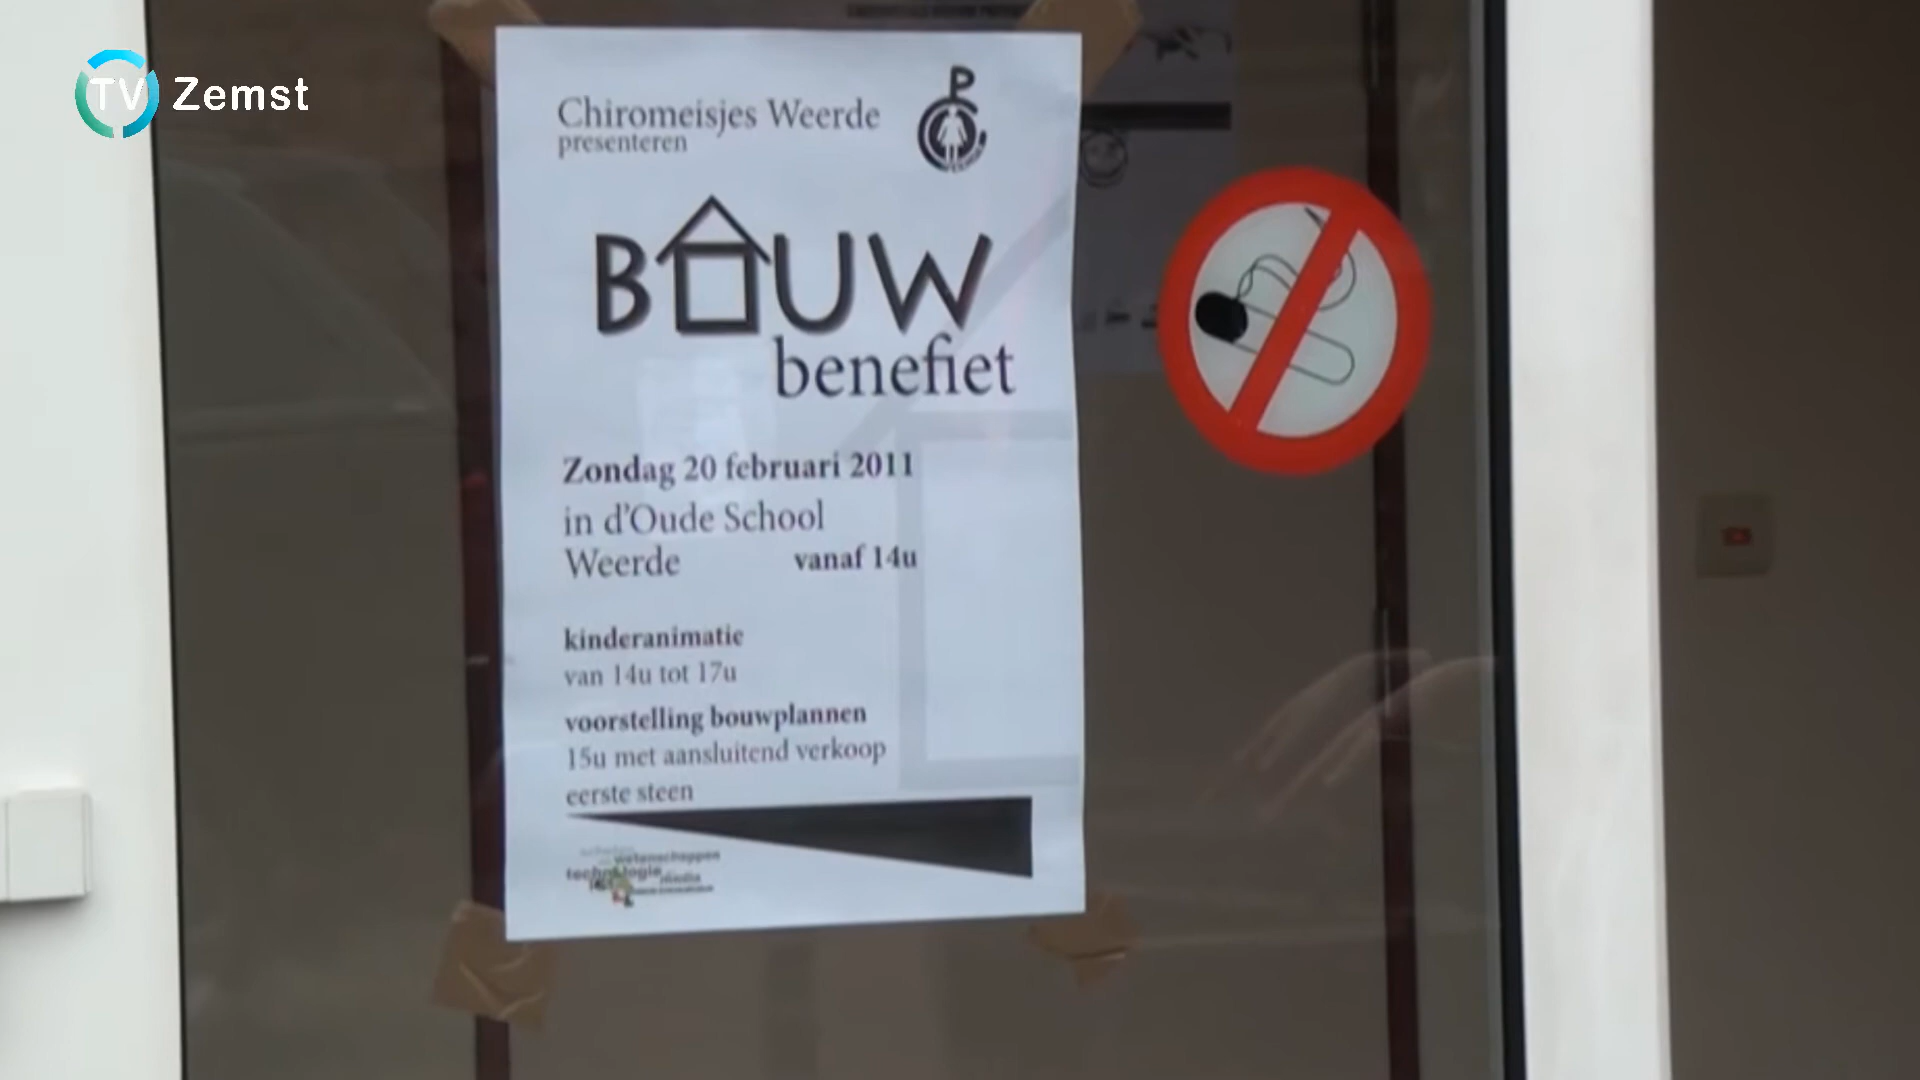 TV Zemst
Chiromeisjes Weerde
presenteren
BOUW
benefiet
Zondag 20 februari 2011
in d'Oude School
Weerde vanaf 14u
kinderanimatie
van 14u tot 17u
voorstelling bouwplannen
15u met aansluitend verkoop
eerste steen
wetenschappen
technologie
media